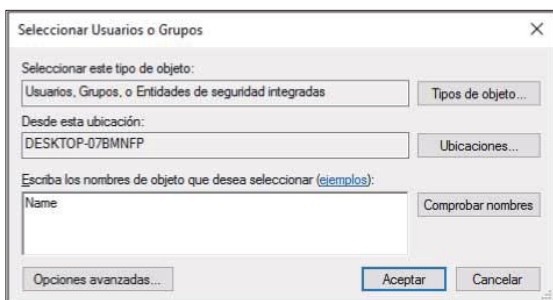 Seleccionar Usuarios o Grupos
Seleccionar este tipo de objeto:
Usuarios, Grupos, o Entidades de seguridad integradas
Tipos de objeto...
Desde esta ubicación:
DESKTOP-07BMNFP
Ubicaciones...
Escriba los nombres de objeto que desea seleccionar (ejemplos):
Name
Comprobar nombres
Opciones avanzadas...
Aceptar
Cancelar